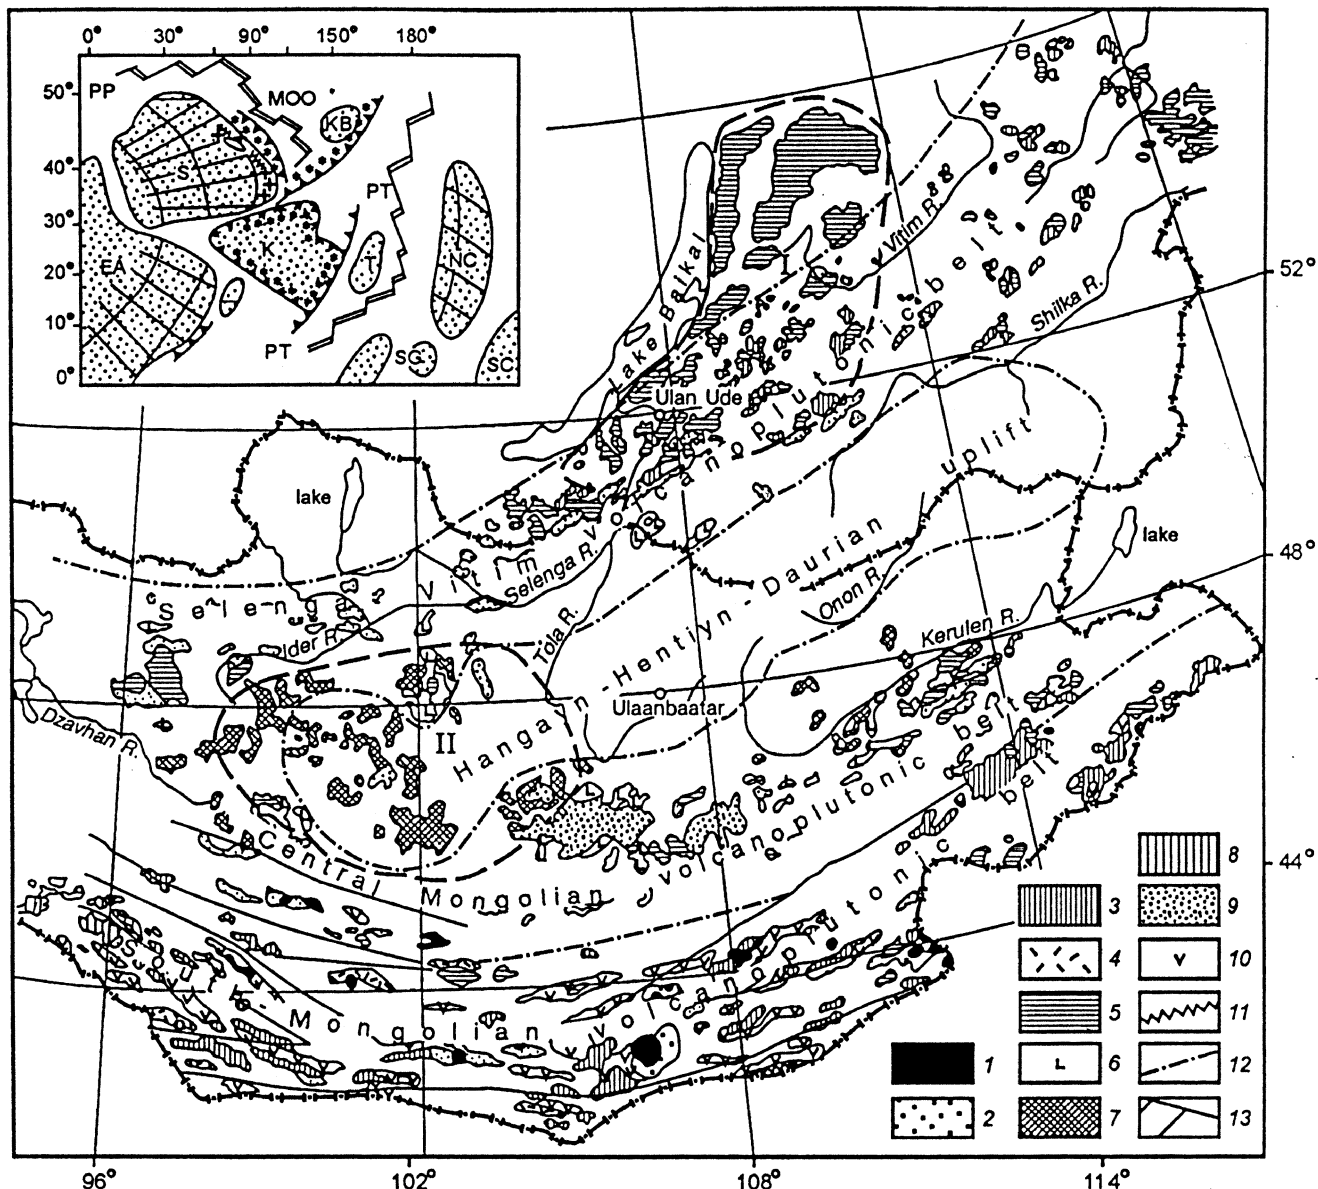 0° 30° 90° 150° 180°
50°
40°
30°
20°
10°
0°
PP
MOO
KB
S
PT
EA
K
T
NC
PT
SC
SC
Lake Baikal
I
Vitim R.
Shilka R.
52°
Ulan Ude
lake
Selenga - Vitim volcanoplutonic belt
Selenga R.
Ider R.
Tola R.
Onon R.
lake
48°
Kerulen R.
Hangayn - Hentiyn - Daurian uplift
Ulaanbaatar
Dzavhan R.
II
Central Mongolian volcanoplutonic belt
44°
South - Mongolian volcanoplutonic belt
1
2
3
4
5
6
7
8
9
10
11
12
13
L
v
96° 102° 108° 114°